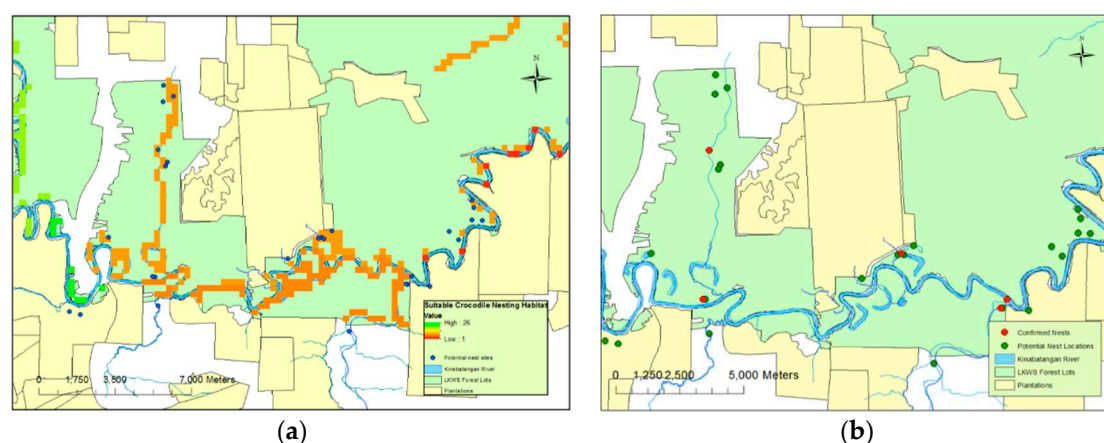 N
Suitable Crocodile Nesting Habitat
Value
High : 26
Low : 1
Potential nest sites
Kinabatangan River
LKWS Forest Lots
Plantations
0 1,750 3,500 7,000 Meters
(a)
N
Confirmed Nests
Potential Nest Locations
Kinabatangan River
LKWS Forest Lots
Plantations
0 1,250 2,500 5,000 Meters
(b)